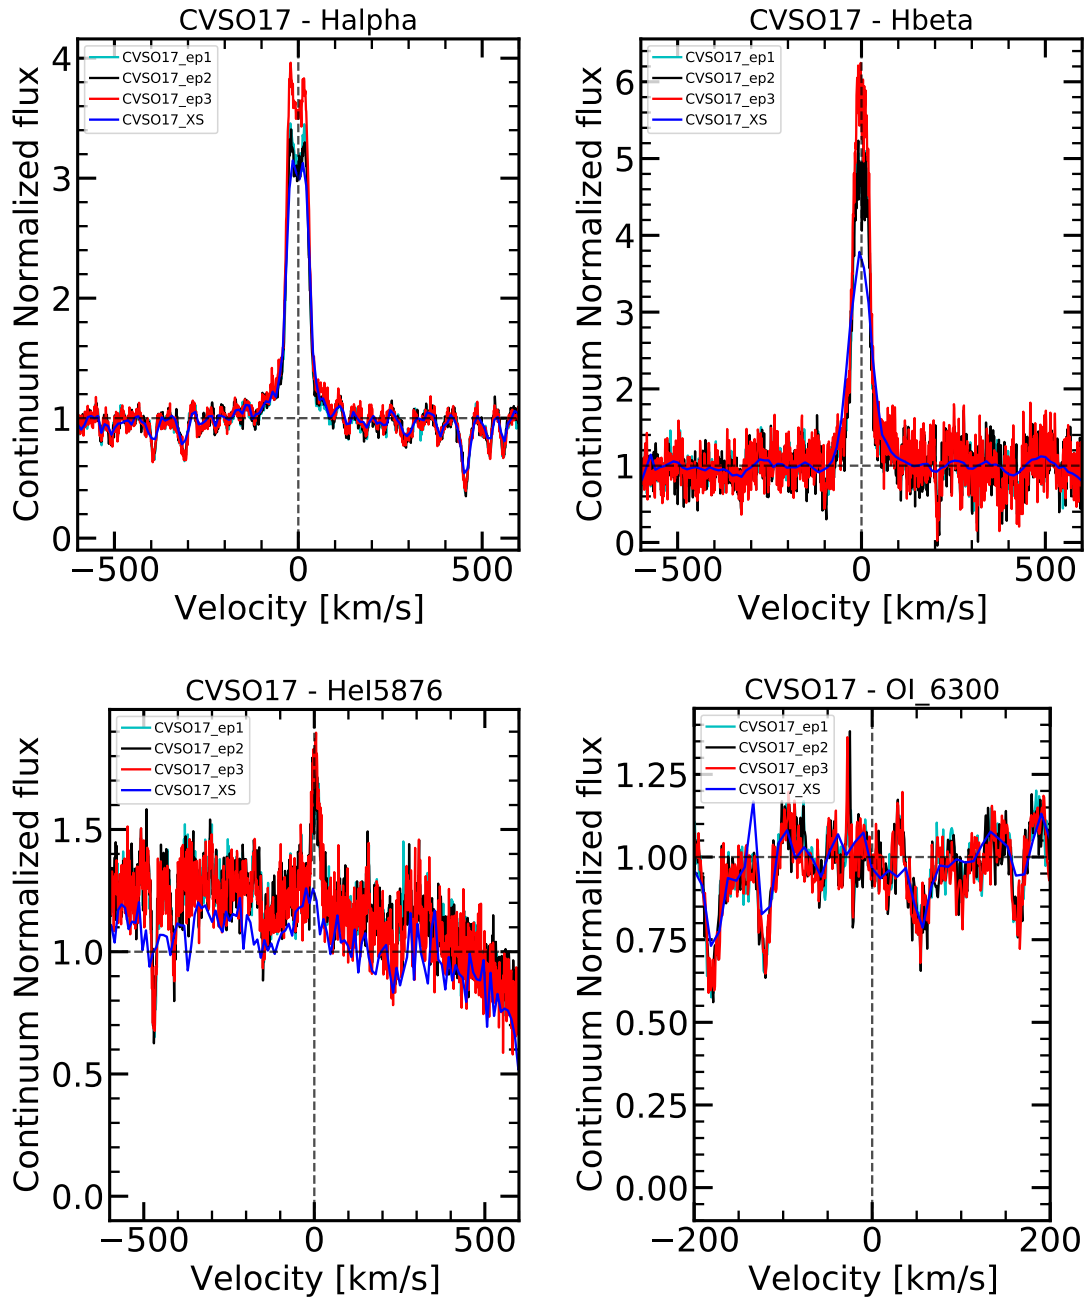 CVSO17 - Halpha
CVSO17_ep1
CVSO17_ep2
CVSO17_ep3
CVSO17_XS
Continuum Normalized flux
4
3
2
1
0
−500
0
500
Velocity [km/s]
CVSO17 - Hbeta
CVSO17_ep1
CVSO17_ep2
CVSO17_ep3
CVSO17_XS
Continuum Normalized flux
6
5
4
3
2
1
0
−500
0
500
Velocity [km/s]
CVSO17 - HeI5876
CVSO17_ep1
CVSO17_ep2
CVSO17_ep3
CVSO17_XS
Continuum Normalized flux
1.5
1.0
0.5
0.0
−500
0
500
Velocity [km/s]
CVSO17 - OI_6300
CVSO17_ep1
CVSO17_ep2
CVSO17_ep3
CVSO17_XS
Continuum Normalized flux
1.25
1.00
0.75
0.50
0.25
0.00
−200
0
200
Velocity [km/s]